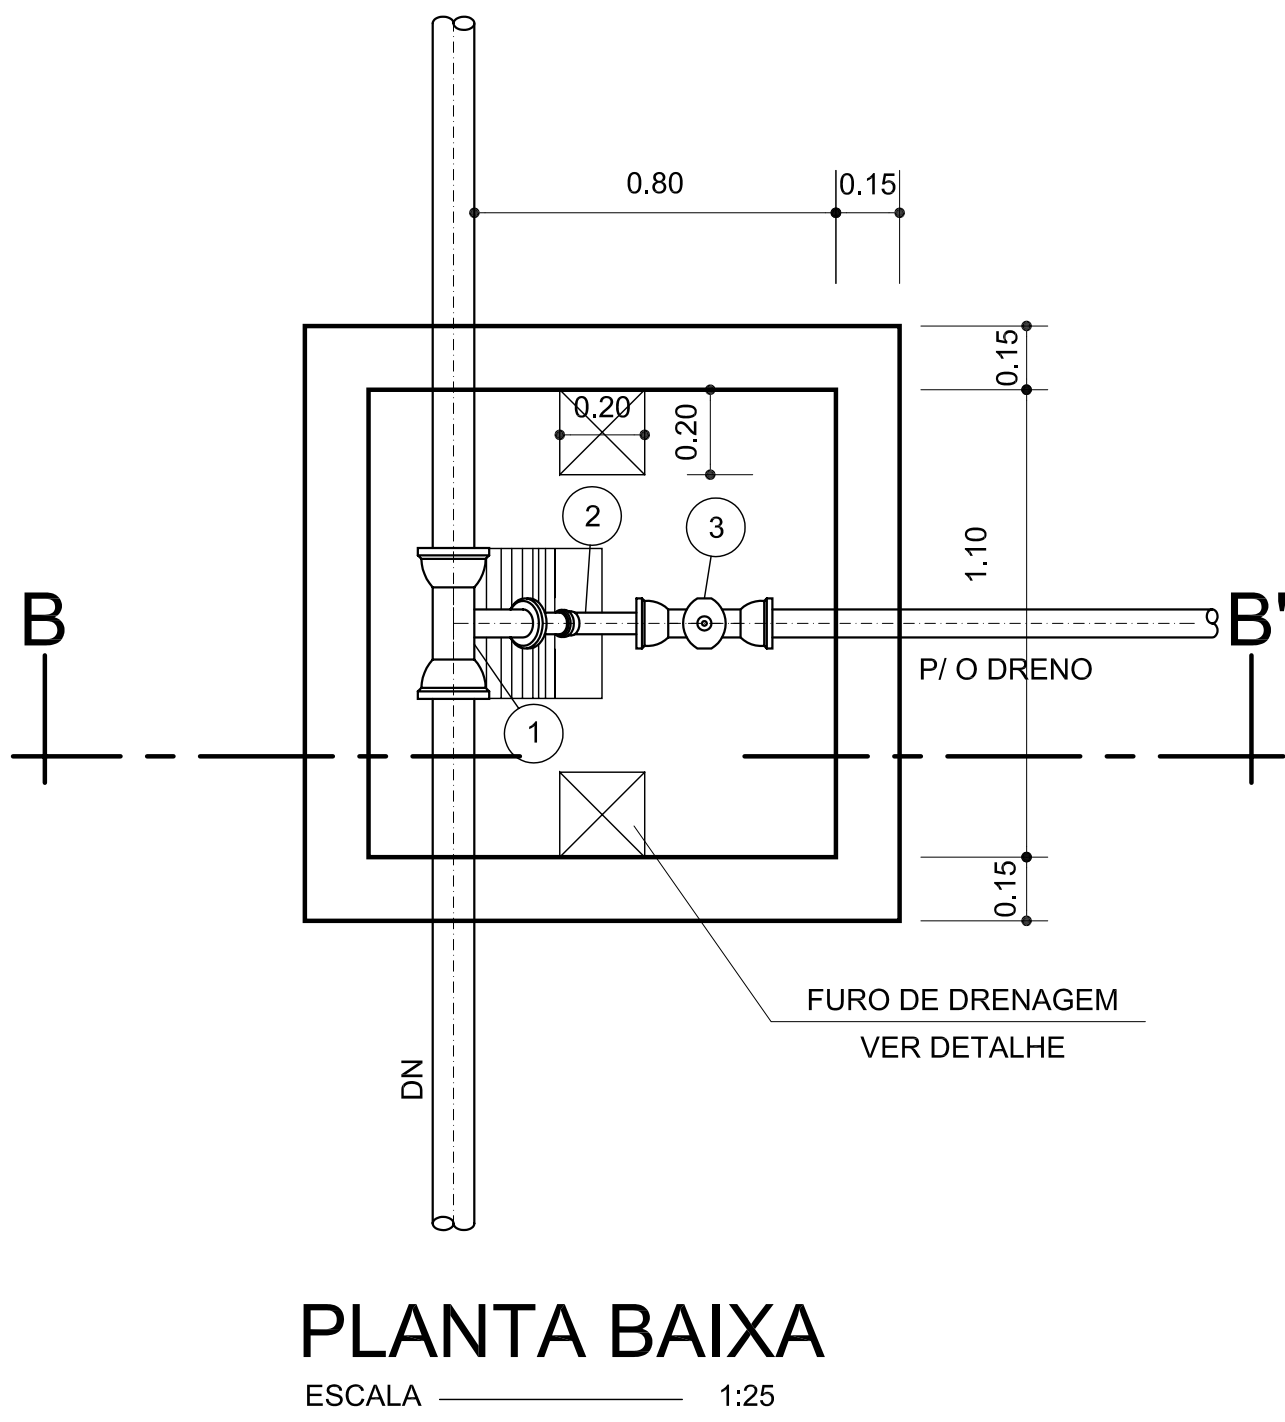 0.80
0.15
0.15
0.20
0.20
2
3
1.10
B
B'
P/ O DRENO
1
0.15
FURO DE DRENAGEM
VER DETALHE
DN
PLANTA BAIXA
ESCALA 1:25